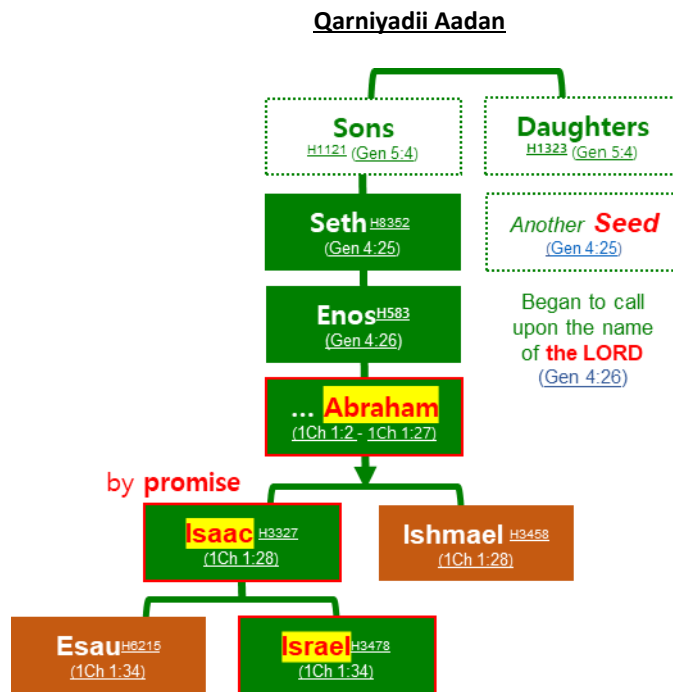 Qarniyadii Aadan
Sons
H1121 (Gen 5:4)
Daughters
H1323 (Gen 5:4)
Seth H8352
(Gen 4:25)
Another Seed
(Gen 4:25)
Enos H583
(Gen 4:26)
Began to call
upon the name
of the LORD
(Gen 4:26)
... Abraham
(1Ch 1:2 - 1Ch 1:27)
by promise
Isaac H3327
(1Ch 1:28)
Ishmael H3458
(1Ch 1:28)
Esau H6215
(1Ch 1:34)
Israel H3478
(1Ch 1:34)